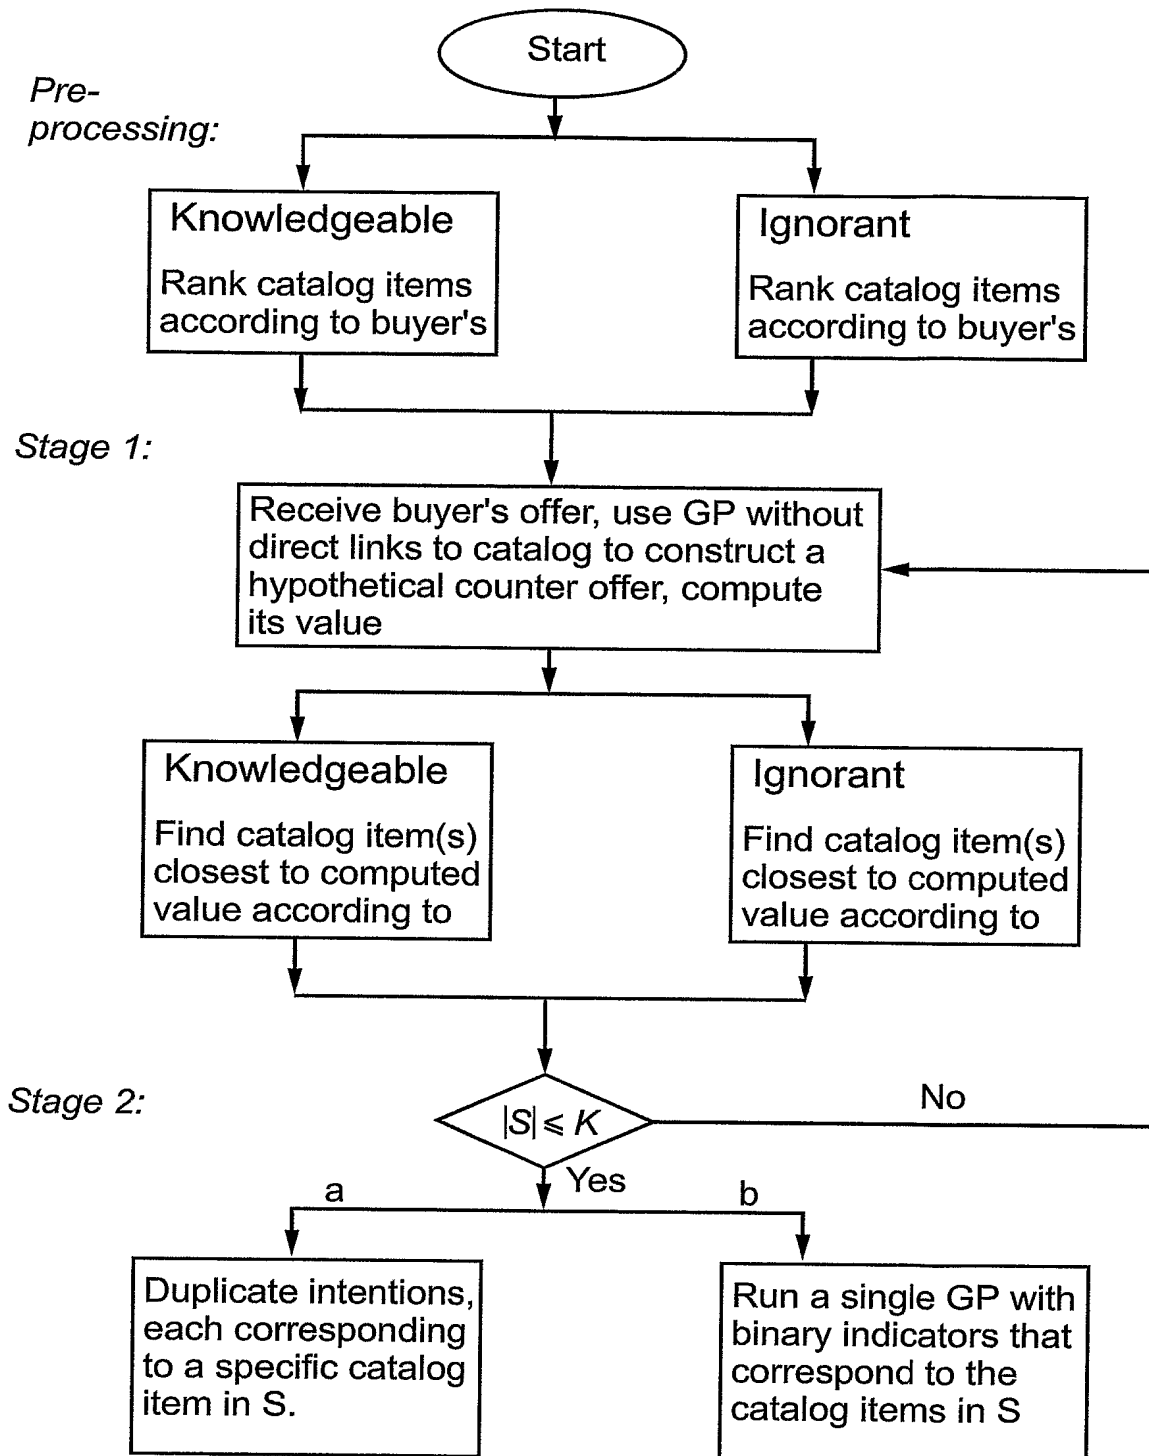 Start
Pre-
processing:
Knowledgeable
Rank catalog items
according to buyer's
Ignorant
Rank catalog items
according to buyer's
Stage 1:
Receive buyer's offer, use GP without
direct links to catalog to construct a
hypothetical counter offer, compute
its value
Knowledgeable
Find catalog item(s)
closest to computed
value according to
Ignorant
Find catalog item(s)
closest to computed
value according to
Stage 2:
|S| ⩽ K
No
Yes
a
b
Duplicate intentions,
each corresponding
to a specific catalog
item in S.
Run a single GP with
binary indicators that
correspond to the
catalog items in S